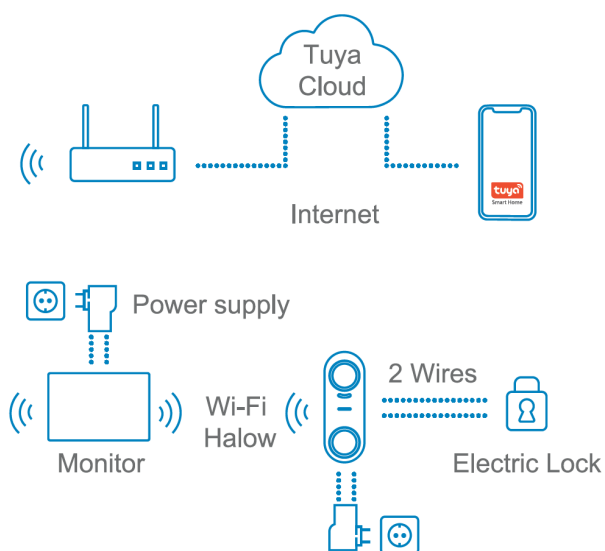 Tuya
Cloud
tuya
Smart Home
Internet
Power supply
2 Wires
Wi-Fi
Halow
Monitor
Electric Lock